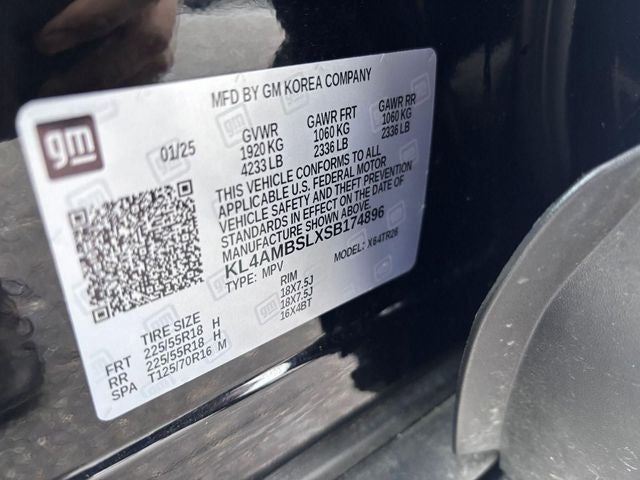 MFD BY GM KOREA COMPANY
gm
01/25
GVWR
1920 KG
4233 LB
GAWR FRT
1060 KG
2336 LB
GAWR RR
1060 KG
2336 LB
THIS VEHICLE CONFORMS TO ALL
APPLICABLE U.S. FEDERAL MOTOR
VEHICLE SAFETY AND THEFT PREVENTION
STANDARDS IN EFFECT ON THE DATE OF
MANUFACTURE SHOWN ABOVE.
KL4AMBSLXSB174896
TYPE: MPV
MODEL: X64TR26
TIRE SIZE
RIM
FRT 225/55R18 H 18X7.5J
RR 225/55R18 H 18X7.5J
SPA T125/70R16 M 16X4BT